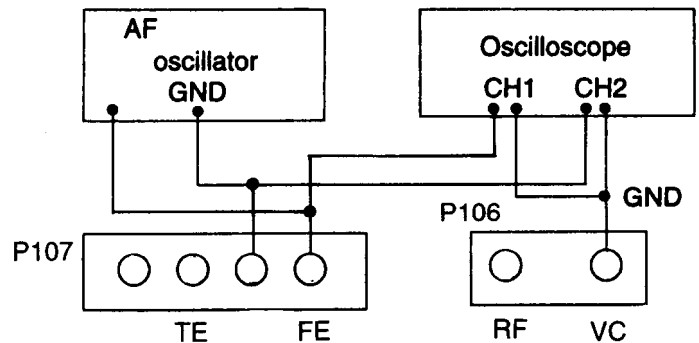 AF
oscillator
GND
Oscilloscope
CH1 CH2
GND
P106
P107
TE FE
RF VC